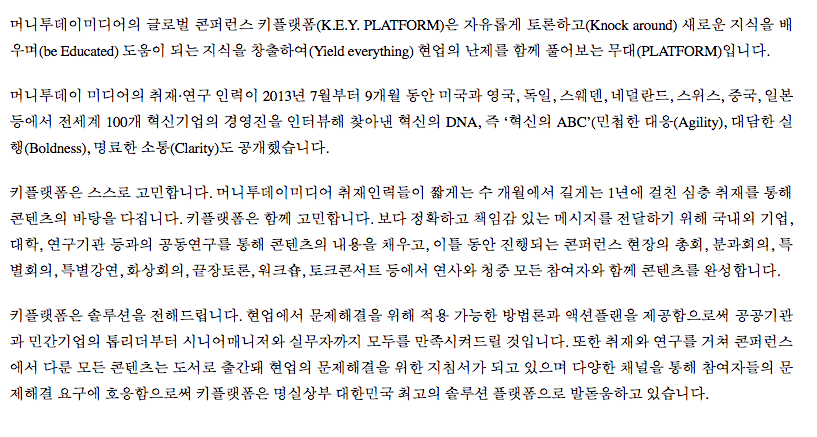 머니투데이미디어의 글로벌 콘퍼런스 키플랫폼(K.E.Y. PLATFORM)은 자유롭게 토론하고(Knock around) 새로운 지식을 배
우며(be Educated) 도움이 되는 지식을 창출하여(Yield everything) 현업의 난제를 함께 풀어보는 무대(PLATFORM)입니다.
머니투데이 미디어의 취재·연구 인력이 2013년 7월부터 9개월 동안 미국과 영국, 독일, 스웨덴, 네덜란드, 스위스, 중국, 일본
등에서 전세계 100개 혁신기업의 경영진을 인터뷰해 찾아낸 혁신의 DNA, 즉 ‘혁신의 ABC’(민첩한 대응(Agility), 대담한 실
행(Boldness), 명료한 소통(Clarity)도 공개했습니다.
키플랫폼은 스스로 고민합니다. 머니투데이미디어 취재인력들이 짧게는 수 개월에서 길게는 1년에 걸친 심층 취재를 통해
콘텐츠의 바탕을 다집니다. 키플랫폼은 함께 고민합니다. 보다 정확하고 책임감 있는 메시지를 전달하기 위해 국내외 기업,
대학, 연구기관 등과의 공동연구를 통해 콘텐츠의 내용을 채우고, 이틀 동안 진행되는 콘퍼런스 현장의 총회, 분과회의, 특
별회의, 특별강연, 화상회의, 끝장토론, 워크숍, 토크콘서트 등에서 연사와 청중 모든 참여자와 함께 콘텐츠를 완성합니다.
키플랫폼은 솔루션을 전해드립니다. 현업에서 문제해결을 위해 적용 가능한 방법론과 액션플랜을 제공함으로써 공공기관
과 민간기업의 톱리더부터 시니어매니저와 실무자까지 모두를 만족시켜드릴 것입니다. 또한 취재와 연구를 거쳐 콘퍼런스
에서 다룬 모든 콘텐츠는 도서로 출간돼 현업의 문제해결을 위한 지침서가 되고 있으며 다양한 채널을 통해 참여자들의 문
제해결 요구에 호응함으로써 키플랫폼은 명실상부 대한민국 최고의 솔루션 플랫폼으로 발돋움하고 있습니다.